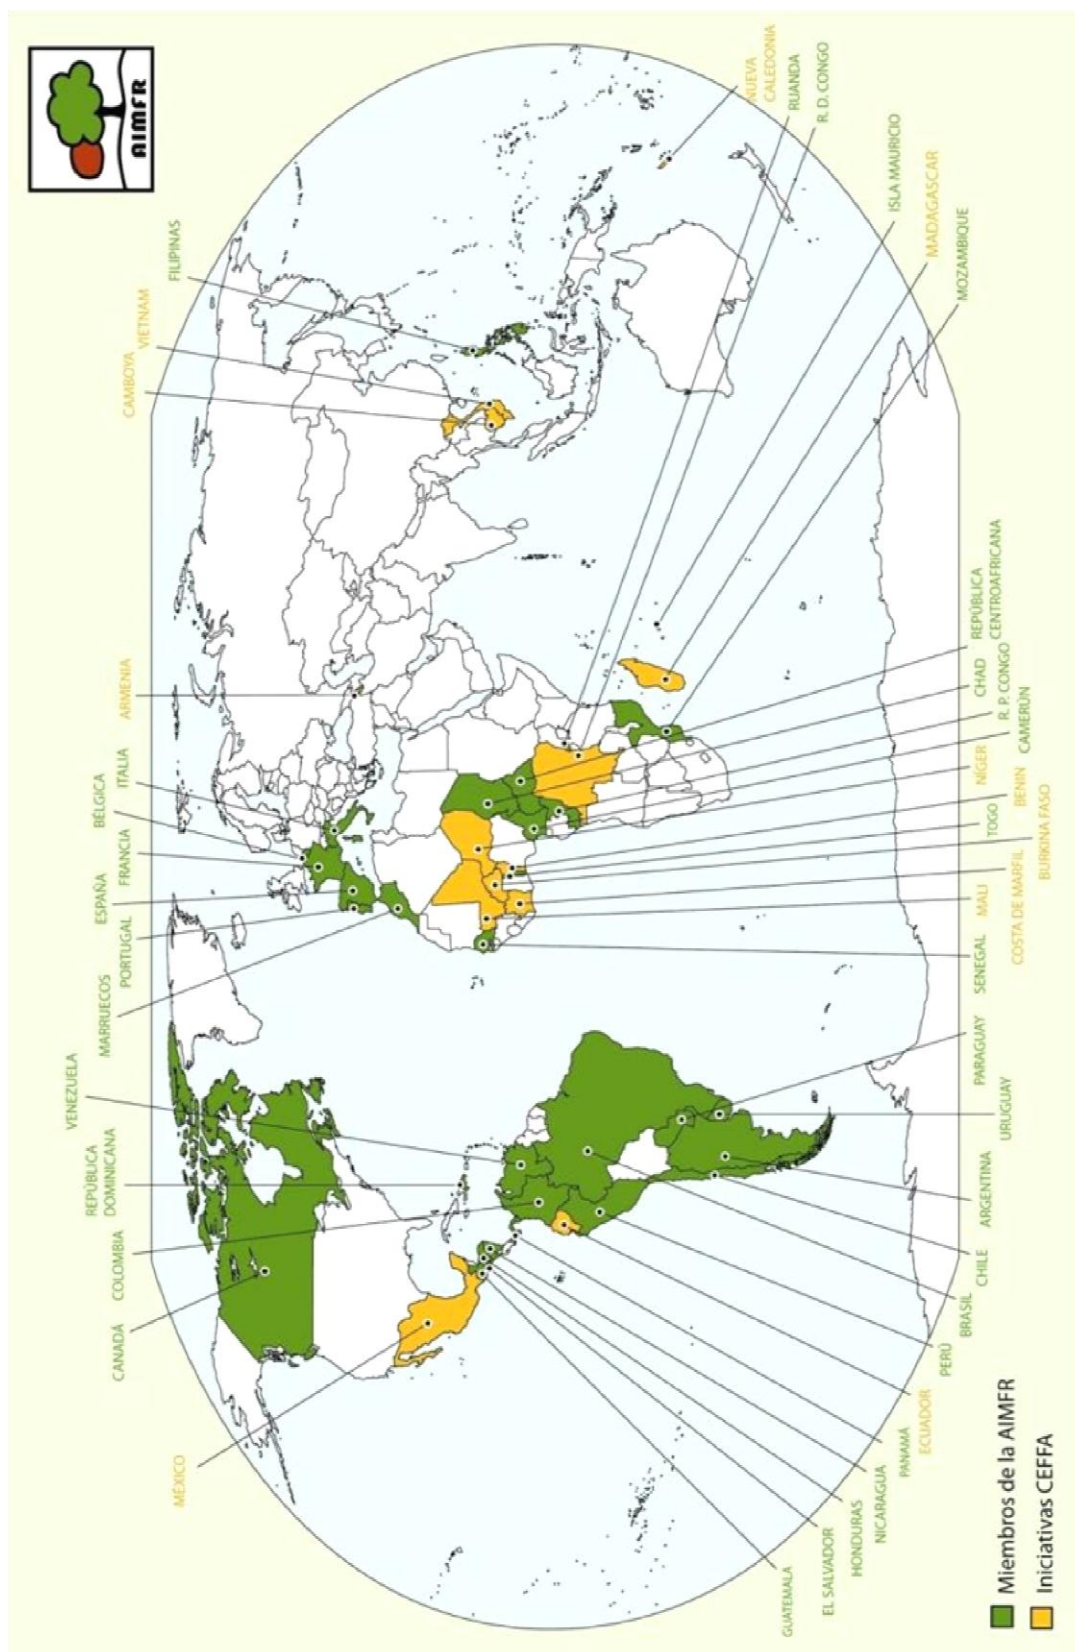 AIMFR
MÉXICO
CANADÁ
COLOMBIA
REPÚBLICA
DOMINICANA
VENEZUELA
MARRUECOS
PORTUGAL
ESPAÑA
FRANCIA
BÉLGICA
ITALIA
ARMENIA
CAMBOYA
VIETNAM
FILIPINAS
NUEVA
CALEDONIA
RUANDA
R. D. CONGO
ISLA MAURICIO
MADAGASCAR
MOZAMBIQUE
REPÚBLICA
CENTROAFRICANA
CHAD
R. P. CONGO
CAMERÚN
NÍGER
BENIN
TOGO
BURKINA FASO
COSTA DE MARFIL
MALI
SENEGAL
PARAGUAY
URUGUAY
ARGENTINA
CHILE
BRASIL
PERÚ
ECUADOR
PANAMÁ
NICARAGUA
HONDURAS
EL SALVADOR
GUATEMALA
Miembros de la AIMFR
Iniciativas CEFFA